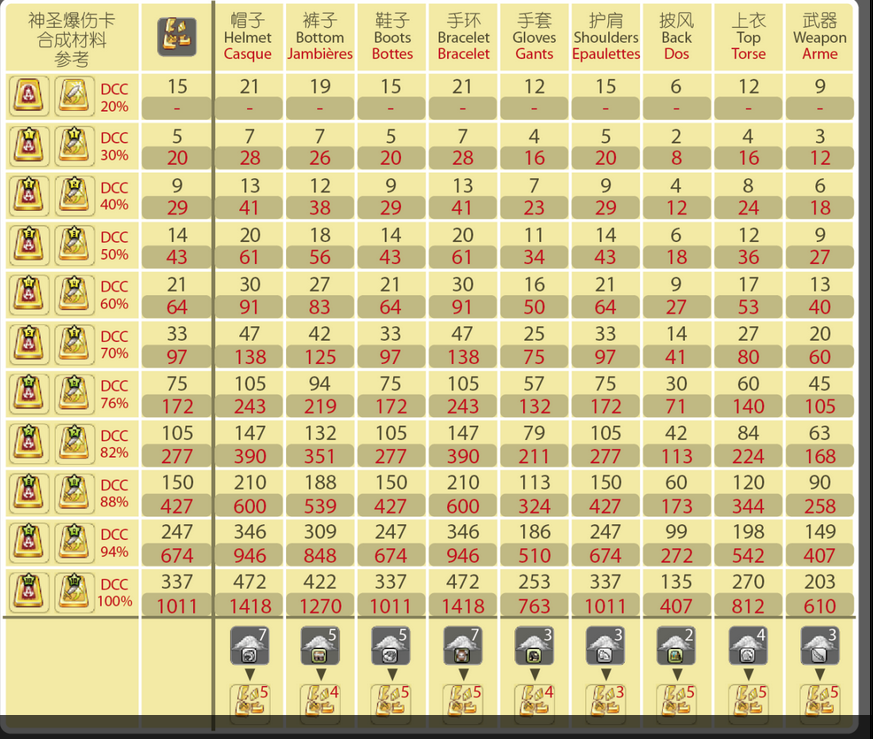 神圣爆伤卡
合成材料
参考
帽子 裤子 鞋子 手环 手套 护肩 披风 上衣 武器
Helmet Bottom Boots Bracelet Gloves Shoulders Back Top Weapon
Casque Jambières Bottes Bracelet Gants Epaulettes Dos Torse Arme
DCC 20% 15 21 19 15 21 12 15 6 12 9
- - - - - - - - - -
DCC 30% 5 7 7 5 7 4 5 2 4 3
20 28 26 20 28 16 20 8 16 12
DCC 40% 9 13 12 9 13 7 9 4 8 6
29 41 38 29 41 23 29 12 24 18
DCC 50% 14 20 18 14 20 11 14 6 12 9
43 61 56 43 61 34 43 18 36 27
DCC 60% 21 30 27 21 30 16 21 9 17 13
64 91 83 64 91 50 64 27 53 40
DCC 70% 33 47 42 33 47 25 33 14 27 20
97 138 125 97 138 75 97 41 80 60
DCC 76% 75 105 94 75 105 57 75 30 60 45
172 243 219 172 243 132 172 71 140 105
DCC 82% 105 147 132 105 147 79 105 42 84 63
277 390 351 277 390 211 277 113 224 168
DCC 88% 150 210 188 150 210 113 150 60 120 90
427 600 539 427 600 324 427 173 344 258
DCC 94% 247 346 309 247 346 186 247 99 198 149
674 946 848 674 946 510 674 272 542 407
DCC 100% 337 472 422 337 472 253 337 135 270 203
1011 1418 1270 1011 1418 763 1011 407 812 610
7 5 5 7 3 3 2 4 3
5 4 5 5 4 3 5 5 5